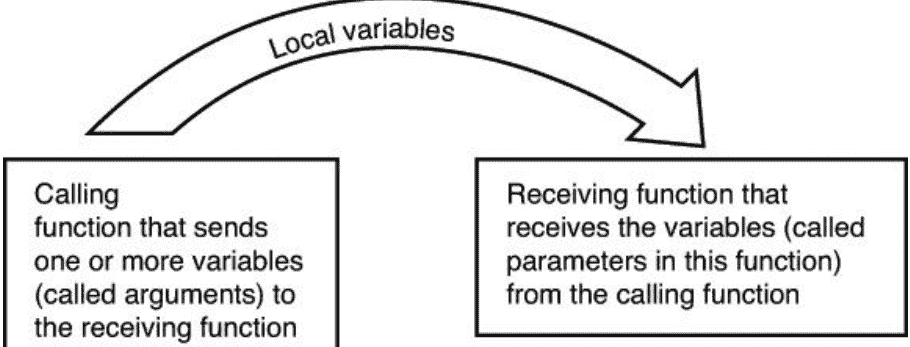 Local variables
Calling
function that sends
one or more variables
(called arguments) to
the receiving function
Receiving function that
receives the variables (called
parameters in this function)
from the calling function